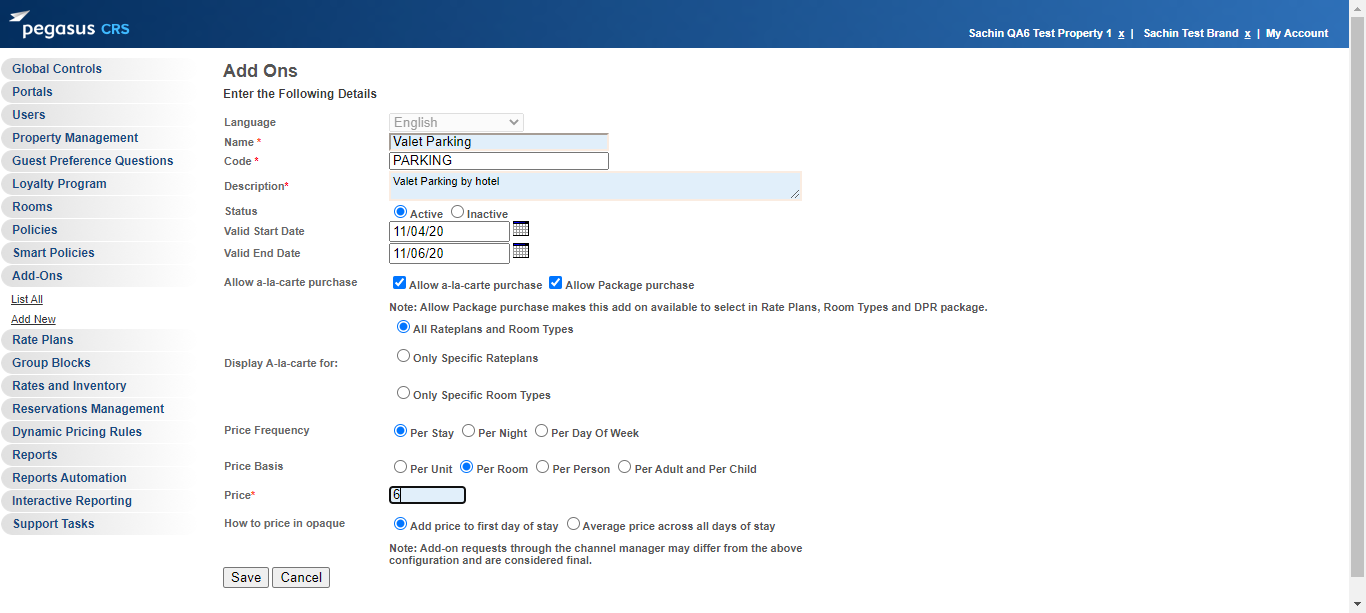 pegasus CRS
Sachin QA6 Test Property 1 x | Sachin Test Brand x | My Account
Global Controls
Portals
Users
Property Management
Guest Preference Questions
Loyalty Program
Rooms
Policies
Smart Policies
Add-Ons
List All
Add New
Rate Plans
Group Blocks
Rates and Inventory
Reservations Management
Dynamic Pricing Rules
Reports
Reports Automation
Interactive Reporting
Support Tasks
Add Ons
Enter the Following Details
Language English
Name * Valet Parking
Code * PARKING
Description* Valet Parking by hotel
Status Active Inactive
Valid Start Date 11/04/20
Valid End Date 11/06/20
Allow a-la-carte purchase Allow a-la-carte purchase Allow Package purchase
Note: Allow Package purchase makes this add on available to select in Rate Plans, Room Types and DPR package.
All Rateplans and Room Types
Display A-la-carte for: Only Specific Rateplans
Only Specific Room Types
Price Frequency Per Stay Per Night Per Day Of Week
Price Basis Per Unit Per Room Per Person Per Adult and Per Child
Price* 6
How to price in opaque Add price to first day of stay Average price across all days of stay
Note: Add-on requests through the channel manager may differ from the above
configuration and are considered final.
Save Cancel